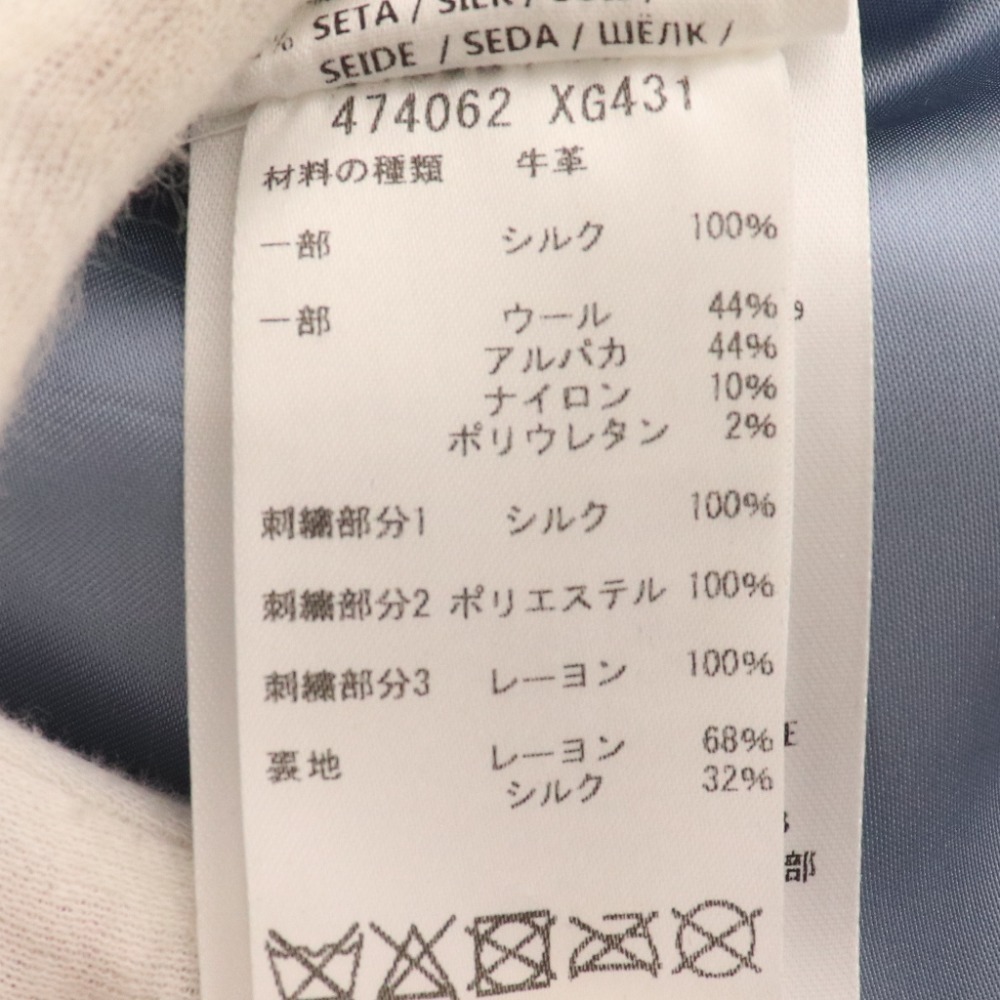 % SETA / SILK /
SEIDE / SEDA / ШЁЛК /
474062 XG431
材料の種類 牛革
一部 シルク 100%
一部 ウール 44%
アルパカ 44%
ナイロン 10%
ポリウレタン 2%
刺繍部分1 シルク 100%
刺繍部分2 ポリエステル 100%
刺繍部分3 レーヨン 100%
裏地 レーヨン 68%
シルク 32%
9
E
部